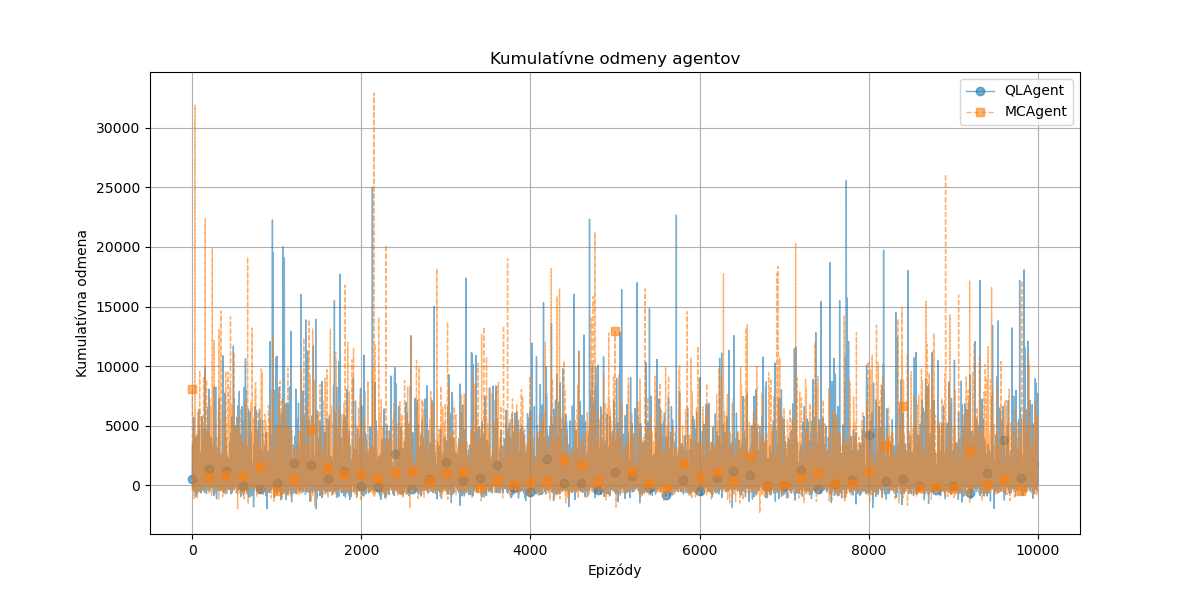 Kumulatívne odmeny agentov
QLAgent
MCAgent
30000
25000
20000
15000
10000
5000
0
Kumulatívna odmena
0 2000 4000 6000 8000 10000
Epizódy